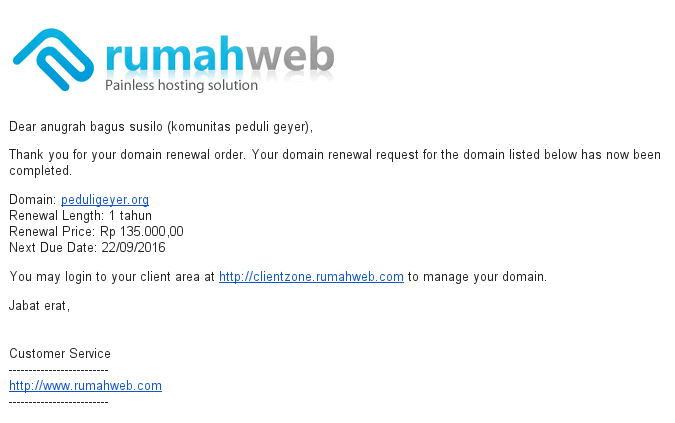 rumahweb
Painless hosting solution
Dear anugrah bagus susilo (komunitas peduli geyer),
Thank you for your domain renewal order. Your domain renewal request for the domain listed below has now been
completed.
Domain: peduligeyer.org
Renewal Length: 1 tahun
Renewal Price: Rp 135.000,00
Next Due Date: 22/09/2016
You may login to your client area at http://clientzone.rumahweb.com to manage your domain.
Jabat erat,
Customer Service
-------------------------
http://www.rumahweb.com
-------------------------